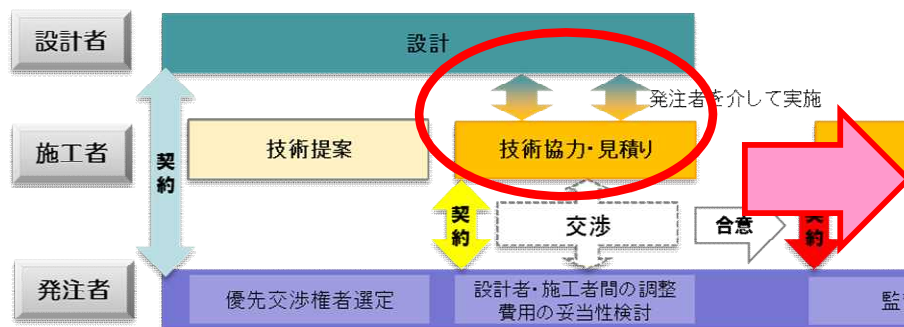 設計者
設計
発注者を介して実施
施工者
技術提案
技術協力・見積り
契約
契約
交渉
合意
契約
発注者
優先交渉権者選定
設計者・施工者間の調整
費用の妥当性検討
監